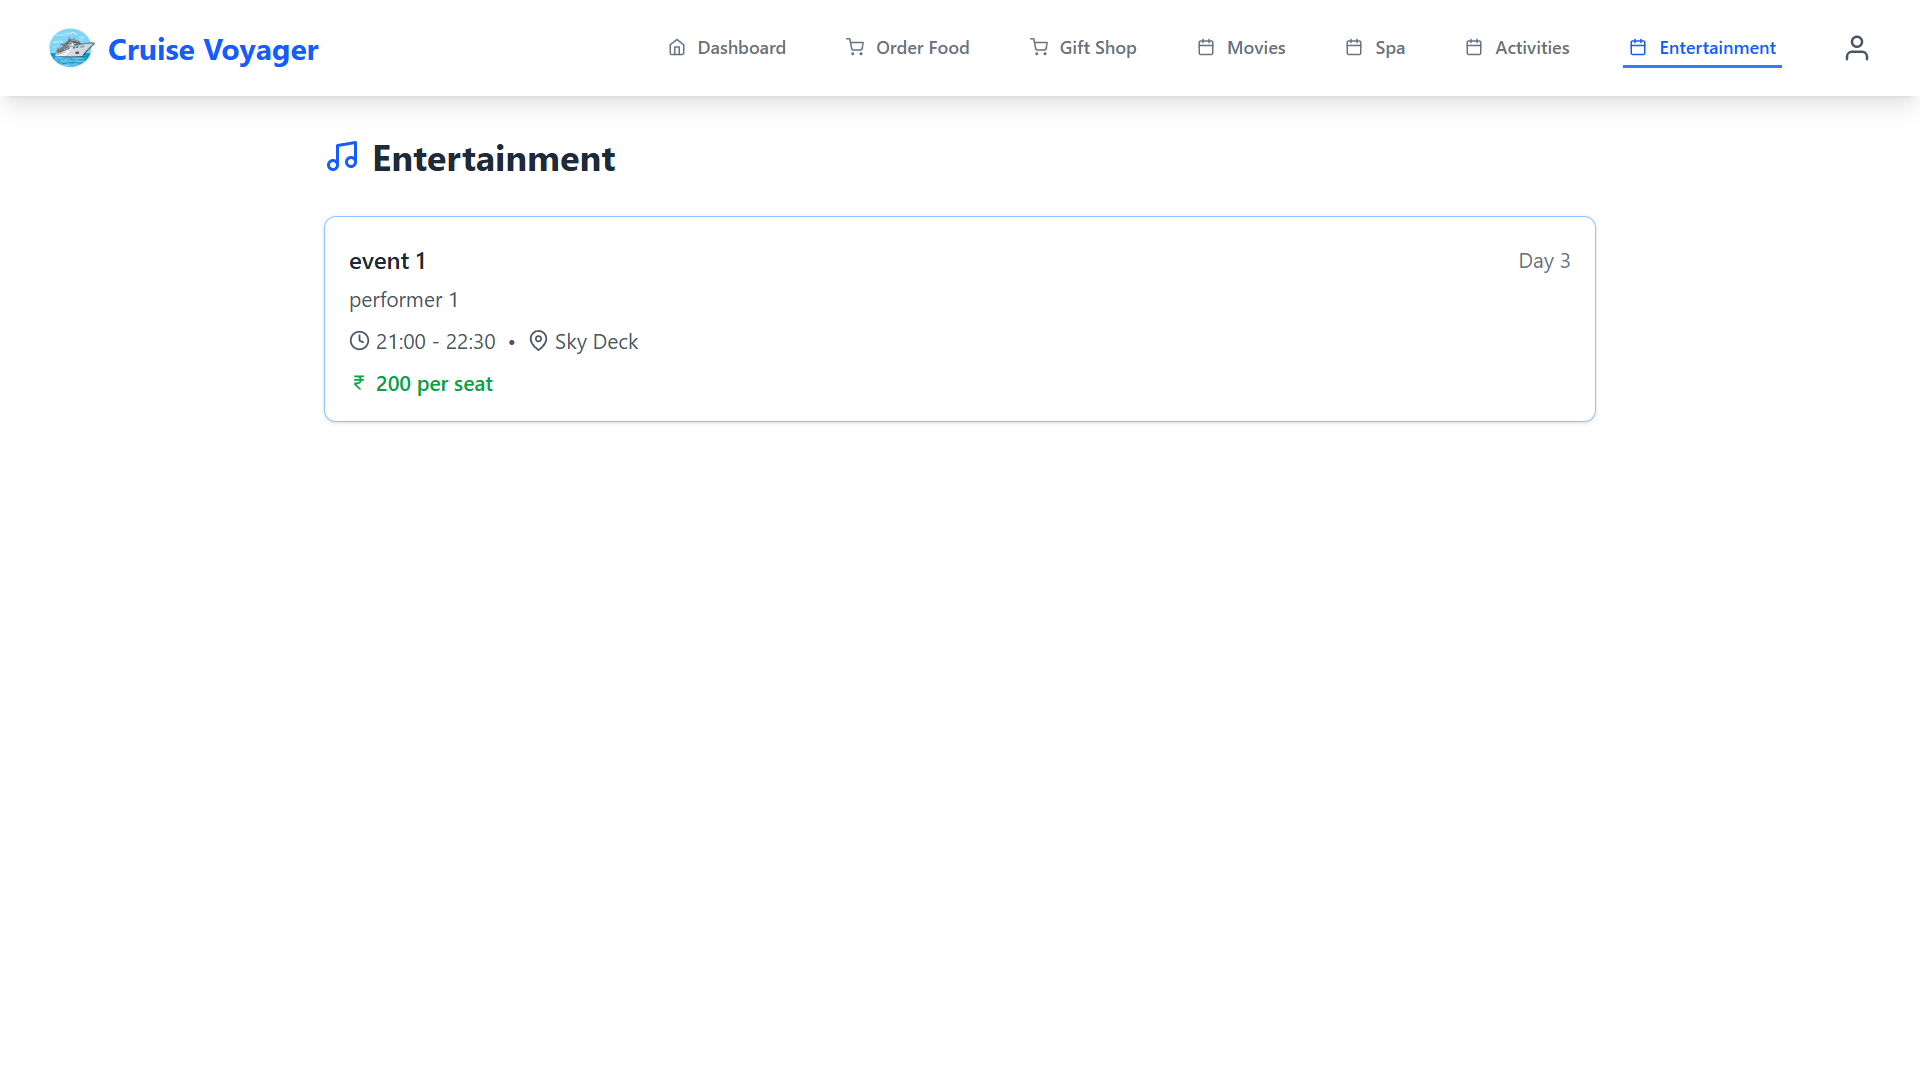 Cruise Voyager
Dashboard
Order Food
Gift Shop
Movies
Spa
Activities
Entertainment
Entertainment
event 1
Day 3
performer 1
21:00 - 22:30 • Sky Deck
₹ 200 per seat